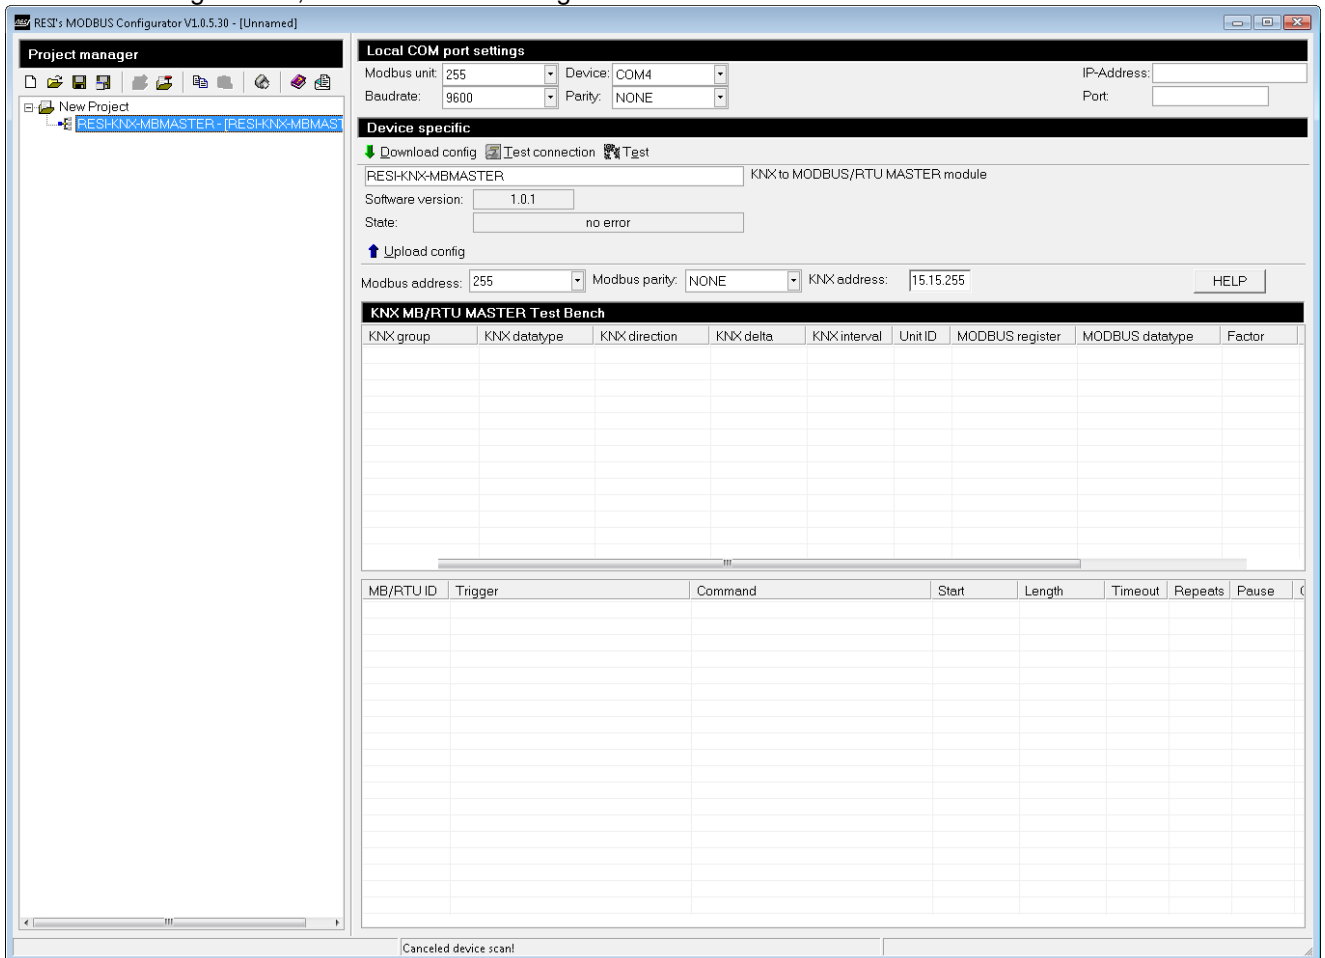 RESI's MODBUS Configurator V1.0.5.30 - [Unnamed]
Project manager
New Project
RESI-KNX-MBMASTER - [RESI-KNX-MBMAST
Local COM port settings
Modbus unit: 255 Device: COM4 IP-Address:
Baudrate: 9600 Parity: NONE Port:
Device specific
Download config Test connection Test
RESI-KNX-MBMASTER KNX to MODBUS/RTU MASTER module
Software version: 1.0.1
State: no error
Upload config
Modbus address: 255 Modbus parity: NONE KNX address: 15.15.255 HELP
KNX MB/RTU MASTER Test Bench
KNX group KNX datatype KNX direction KNX delta KNX interval Unit ID MODBUS register MODBUS datatype Factor
MB/RTU ID Trigger Command Start Length Timeout Repeats Pause
Canceled device scan!